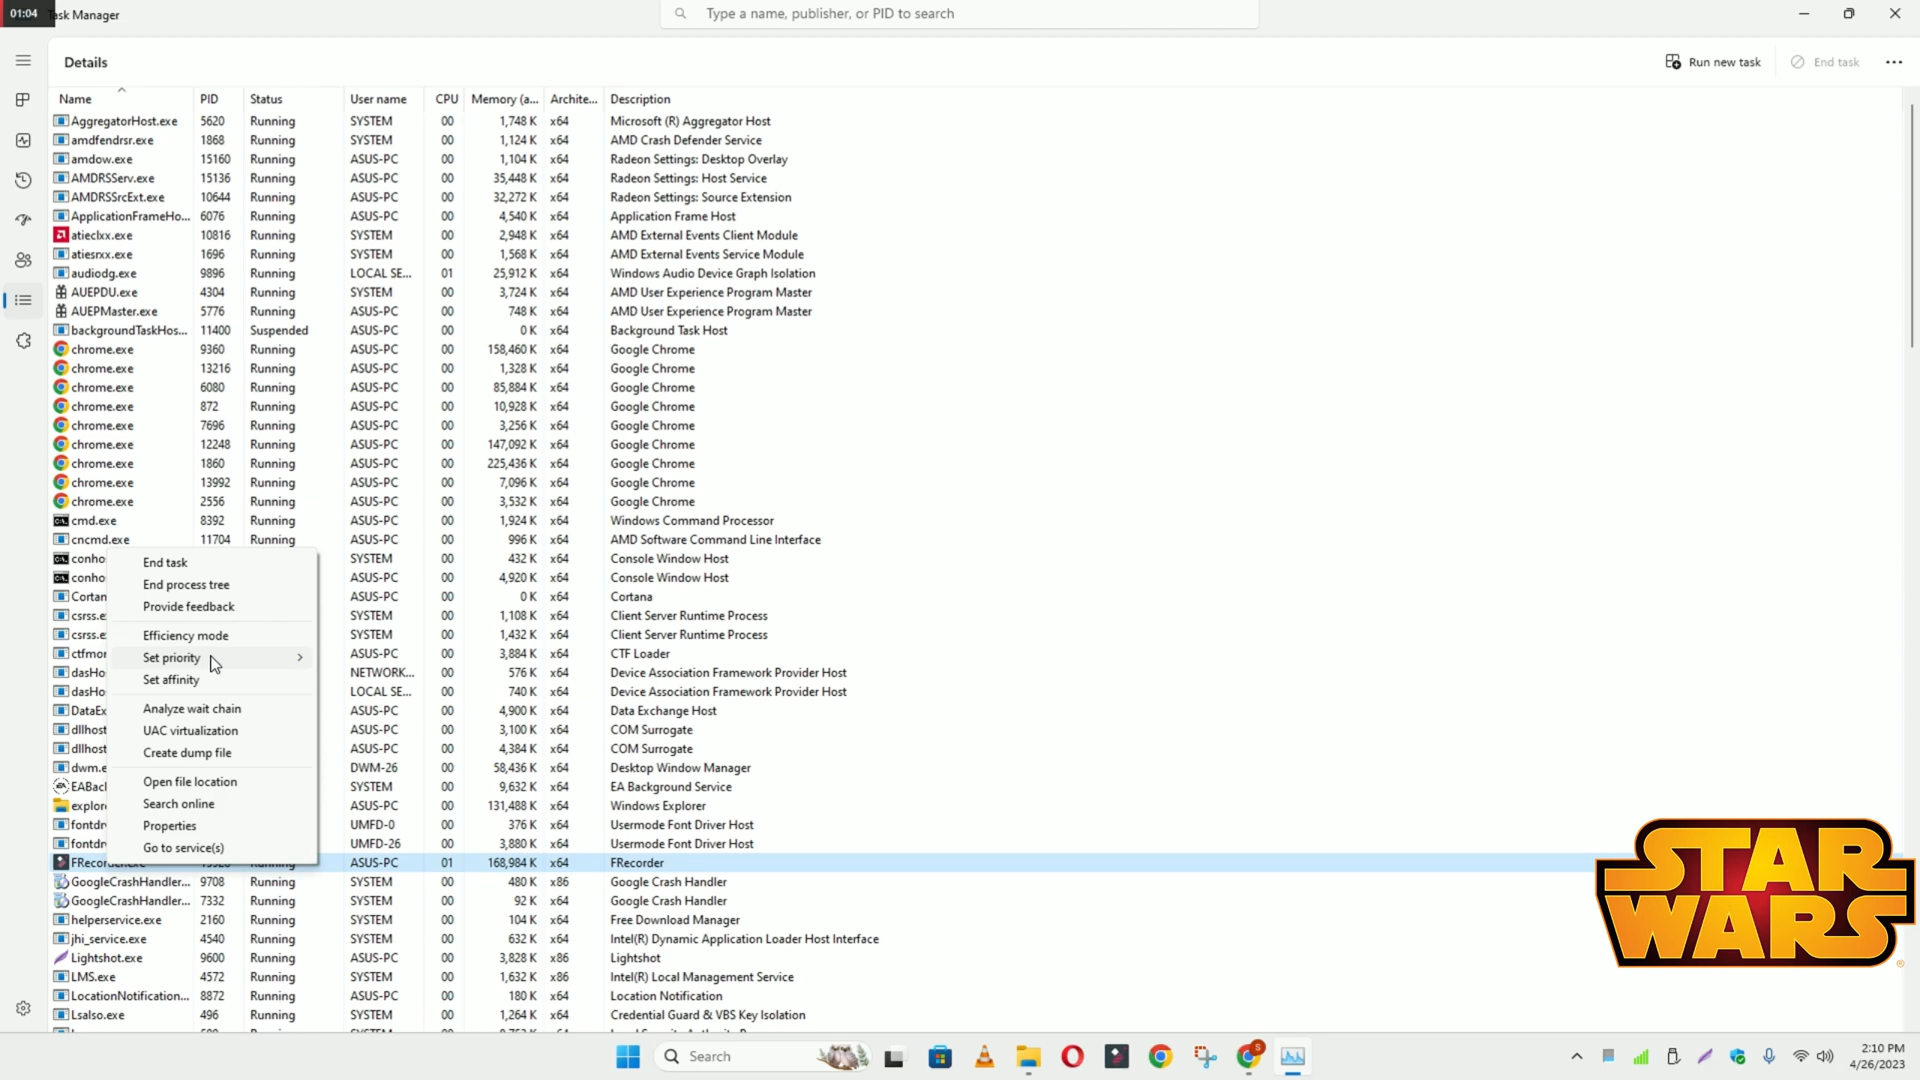 01:04
Task Manager
Type a name, publisher, or PID to search
Details
Run new task
End task
Name PID Status User name CPU Memory (a... Archite... Description
AggregatorHost.exe 5620 Running SYSTEM 00 1,748 K x64 Microsoft (R) Aggregator Host
amdfendrsr.exe 1868 Running SYSTEM 00 1,124 K x64 AMD Crash Defender Service
amdow.exe 15160 Running ASUS-PC 00 1,104 K x64 Radeon Settings: Desktop Overlay
AMDRSServ.exe 15136 Running ASUS-PC 00 35,448 K x64 Radeon Settings: Host Service
AMDRSSrcExt.exe 10644 Running ASUS-PC 00 32,272 K x64 Radeon Settings: Source Extension
ApplicationFrameHo... 6076 Running ASUS-PC 00 4,540 K x64 Application Frame Host
atieclxx.exe 10816 Running SYSTEM 00 2,948 K x64 AMD External Events Client Module
atiesrxx.exe 1696 Running SYSTEM 00 1,568 K x64 AMD External Events Service Module
audiodg.exe 9896 Running LOCAL SE... 01 25,912 K x64 Windows Audio Device Graph Isolation
AUEPDU.exe 4304 Running SYSTEM 00 3,724 K x64 AMD User Experience Program Master
AUEPMaster.exe 5776 Running ASUS-PC 00 748 K x64 AMD User Experience Program Master
backgroundTaskHos... 11400 Suspended ASUS-PC 00 0 K x64 Background Task Host
chrome.exe 9360 Running ASUS-PC 00 158,460 K x64 Google Chrome
chrome.exe 13216 Running ASUS-PC 00 1,328 K x64 Google Chrome
chrome.exe 6080 Running ASUS-PC 00 85,884 K x64 Google Chrome
chrome.exe 872 Running ASUS-PC 00 10,928 K x64 Google Chrome
chrome.exe 7696 Running ASUS-PC 00 3,256 K x64 Google Chrome
chrome.exe 12248 Running ASUS-PC 00 147,092 K x64 Google Chrome
chrome.exe 1860 Running ASUS-PC 00 225,436 K x64 Google Chrome
chrome.exe 13992 Running ASUS-PC 00 7,096 K x64 Google Chrome
chrome.exe 2556 Running ASUS-PC 00 3,532 K x64 Google Chrome
cmd.exe 8392 Running ASUS-PC 00 1,924 K x64 Windows Command Processor
cncmd.exe 11704 Running ASUS-PC 00 996 K x64 AMD Software Command Line Interface
conho SYSTEM 00 432 K x64 Console Window Host
conho ASUS-PC 00 4,920 K x64 Console Window Host
Cortan ASUS-PC 00 0 K x64 Cortana
csrss.e SYSTEM 00 1,108 K x64 Client Server Runtime Process
csrss.e SYSTEM 00 1,432 K x64 Client Server Runtime Process
ctfmor ASUS-PC 00 3,884 K x64 CTF Loader
dasHo NETWORK... 00 576 K x64 Device Association Framework Provider Host
dasHo LOCAL SE... 00 740 K x64 Device Association Framework Provider Host
DataEx ASUS-PC 00 4,900 K x64 Data Exchange Host
dllhost ASUS-PC 00 3,100 K x64 COM Surrogate
dllhost ASUS-PC 00 4,384 K x64 COM Surrogate
dwm.e DWM-26 00 58,436 K x64 Desktop Window Manager
EABac SYSTEM 00 9,632 K x64 EA Background Service
explor ASUS-PC 00 131,488 K x64 Windows Explorer
fontdr UMFD-0 00 376 K x64 Usermode Font Driver Host
fontdr UMFD-26 00 3,880 K x64 Usermode Font Driver Host
FRecorder.exe Running ASUS-PC 01 168,984 K x64 FRecorder
GoogleCrashHandler... 9708 Running SYSTEM 00 480 K x86 Google Crash Handler
GoogleCrashHandler... 7332 Running SYSTEM 00 92 K x64 Google Crash Handler
helperservice.exe 2160 Running SYSTEM 00 104 K x64 Free Download Manager
jhi_service.exe 4540 Running SYSTEM 00 632 K x64 Intel(R) Dynamic Application Loader Host Interface
Lightshot.exe 9600 Running ASUS-PC 00 3,828 K x86 Lightshot
LMS.exe 4572 Running SYSTEM 00 1,632 K x86 Intel(R) Local Management Service
LocationNotification... 8872 Running ASUS-PC 00 180 K x64 Location Notification
Lsalso.exe 496 Running SYSTEM 00 1,264 K x64 Credential Guard & VBS Key Isolation
End task
End process tree
Provide feedback
Efficiency mode
Set priority
Set affinity
Analyze wait chain
UAC virtualization
Create dump file
Open file location
Search online
Properties
Go to service(s)
STAR
WARS
Search
S
2:10 PM
4/26/2023